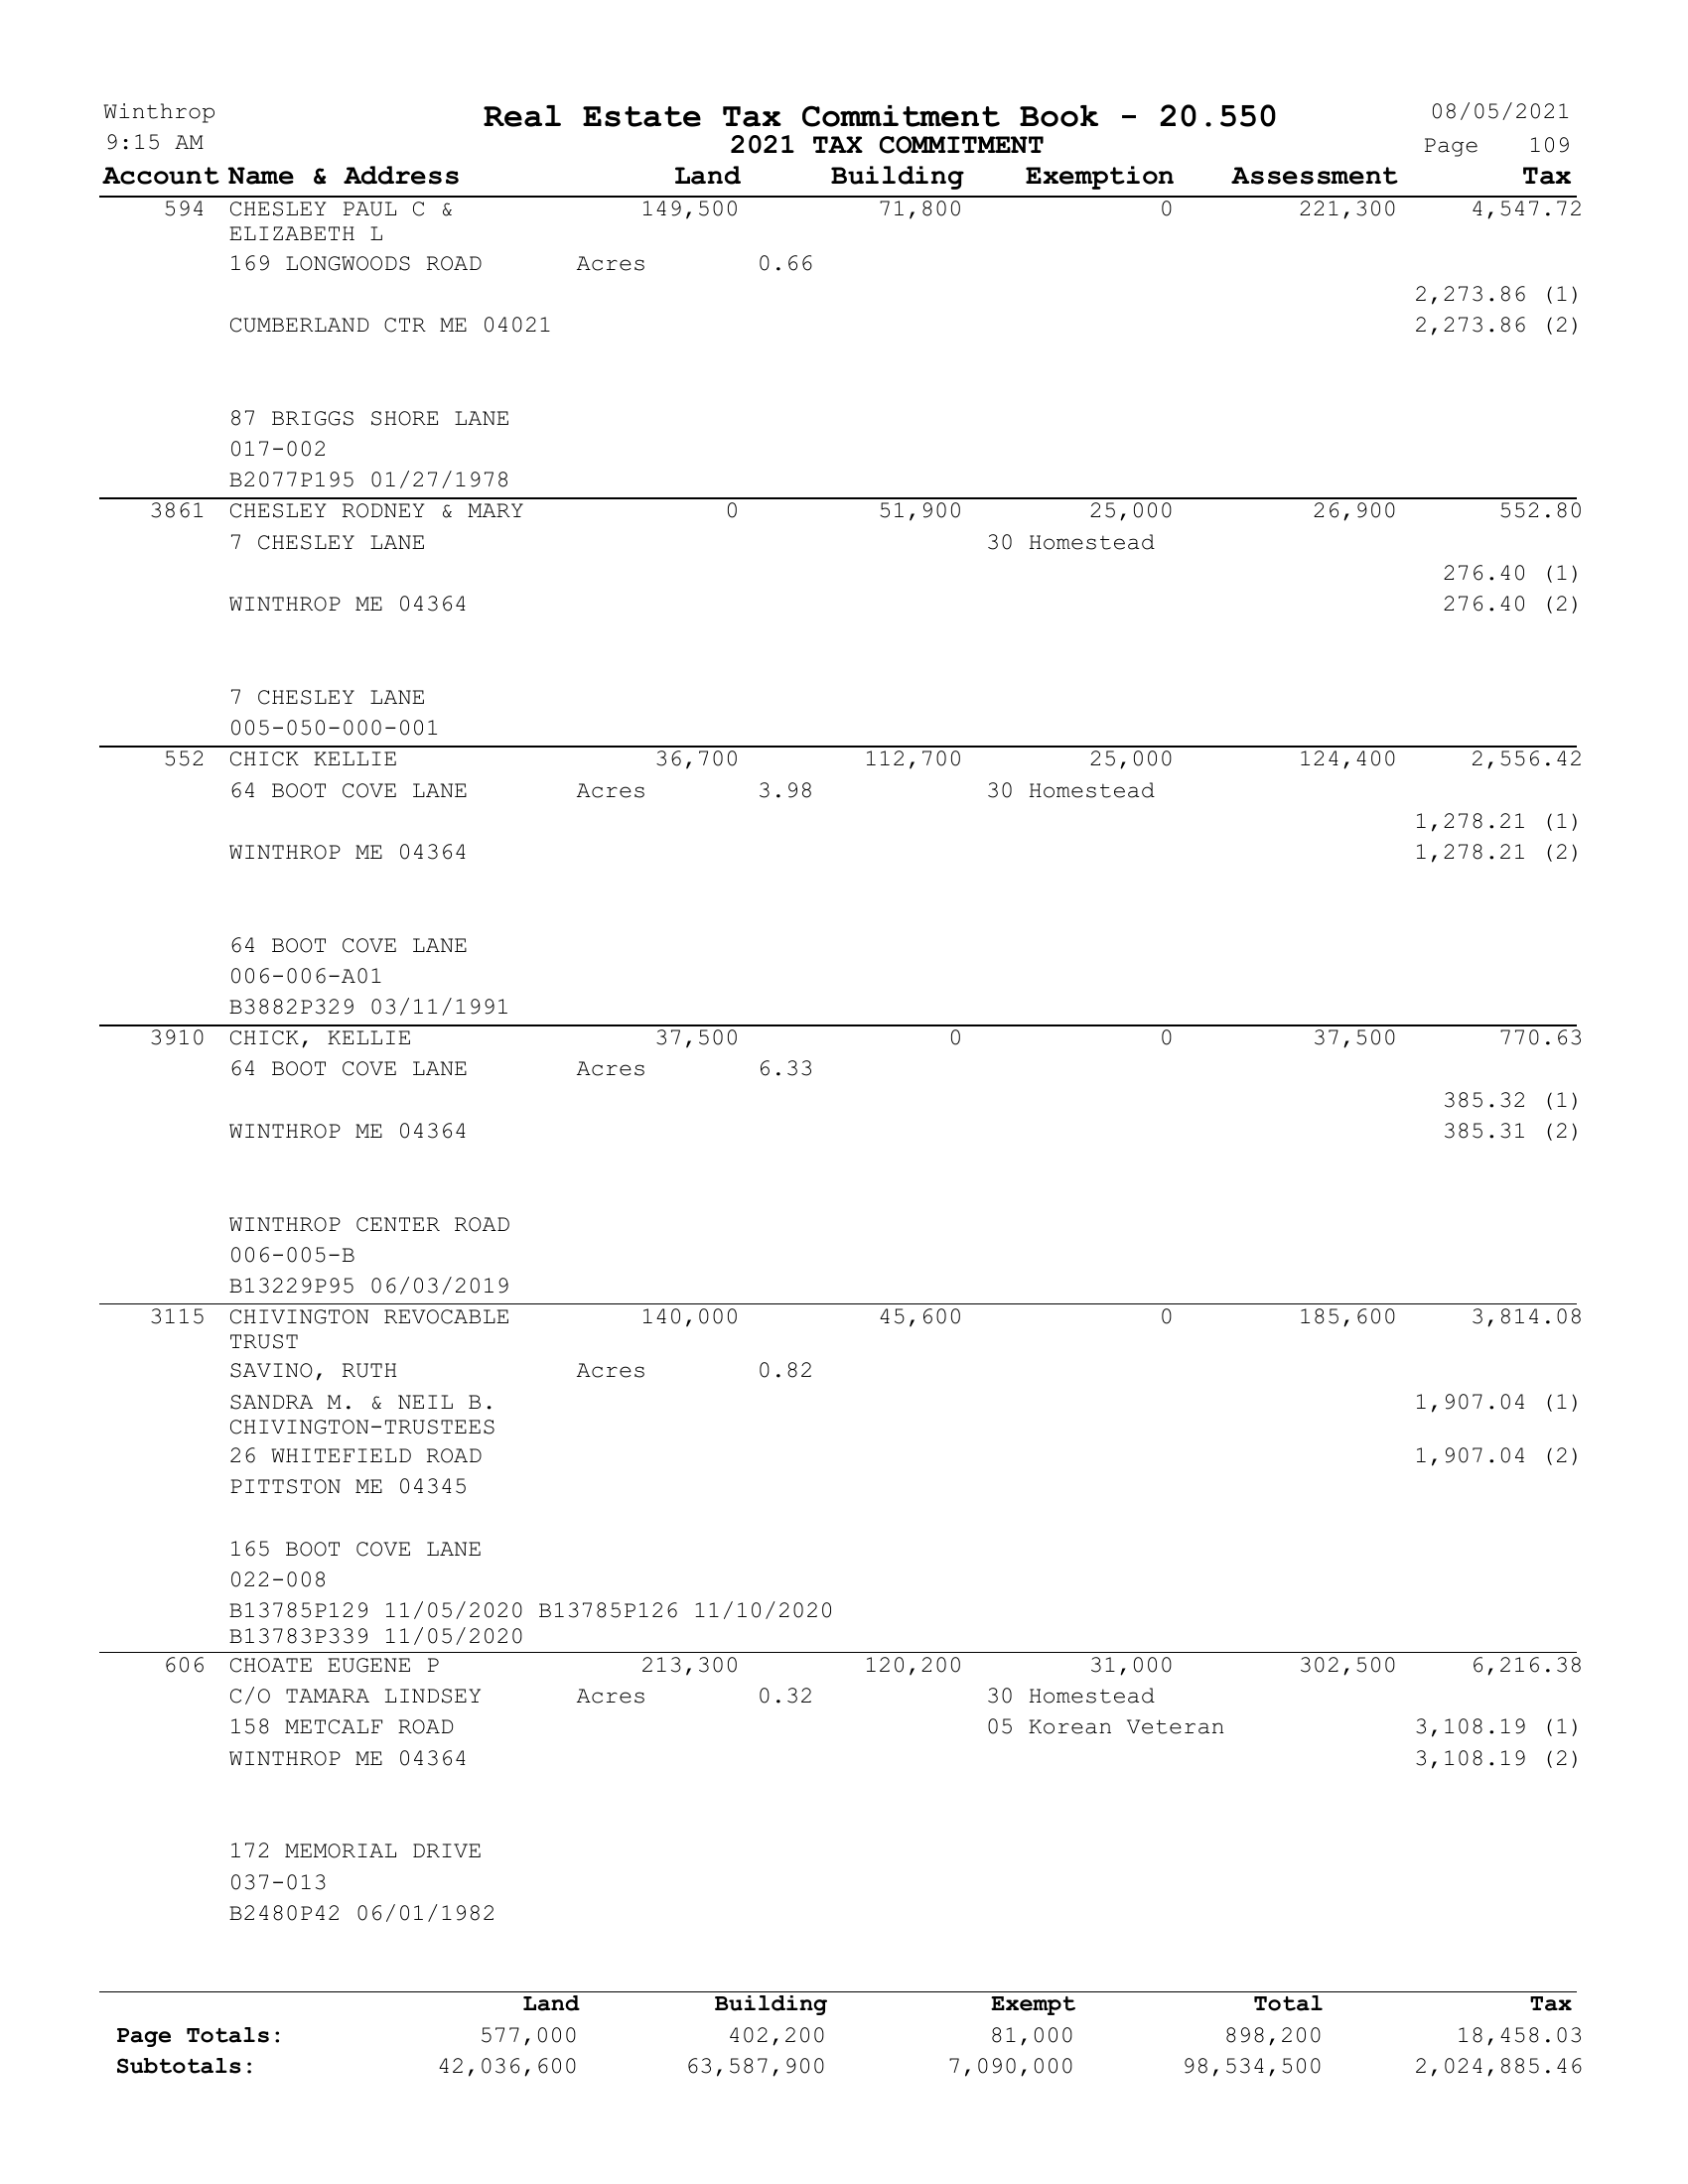 Winthrop Real Estate Tax Commitment Book - 20.550 08/05/2021
9:15 AM 2021 TAX COMMITMENT Page 109
Account Name & Address Land Building Exemption Assessment Tax
594 CHESLEY PAUL C & 149,500 71,800 0 221,300 4,547.72
ELIZABETH L
169 LONGWOODS ROAD Acres 0.66
2,273.86 (1)
CUMBERLAND CTR ME 04021 2,273.86 (2)
87 BRIGGS SHORE LANE
017-002
B2077P195 01/27/1978
3861 CHESLEY RODNEY & MARY 0 51,900 25,000 26,900 552.80
7 CHESLEY LANE 30 Homestead
276.40 (1)
WINTHROP ME 04364 276.40 (2)
7 CHESLEY LANE
005-050-000-001
552 CHICK KELLIE 36,700 112,700 25,000 124,400 2,556.42
64 BOOT COVE LANE Acres 3.98 30 Homestead
1,278.21 (1)
WINTHROP ME 04364 1,278.21 (2)
64 BOOT COVE LANE
006-006-A01
B3882P329 03/11/1991
3910 CHICK, KELLIE 37,500 0 0 37,500 770.63
64 BOOT COVE LANE Acres 6.33
385.32 (1)
WINTHROP ME 04364 385.31 (2)
WINTHROP CENTER ROAD
006-005-B
B13229P95 06/03/2019
3115 CHIVINGTON REVOCABLE 140,000 45,600 0 185,600 3,814.08
TRUST
SAVINO, RUTH Acres 0.82
SANDRA M. & NEIL B. 1,907.04 (1)
CHIVINGTON-TRUSTEES
26 WHITEFIELD ROAD 1,907.04 (2)
PITTSTON ME 04345
165 BOOT COVE LANE
022-008
B13785P129 11/05/2020 B13785P126 11/10/2020
B13783P339 11/05/2020
606 CHOATE EUGENE P 213,300 120,200 31,000 302,500 6,216.38
C/O TAMARA LINDSEY Acres 0.32 30 Homestead
158 METCALF ROAD 05 Korean Veteran 3,108.19 (1)
WINTHROP ME 04364 3,108.19 (2)
172 MEMORIAL DRIVE
037-013
B2480P42 06/01/1982
Land Building Exempt Total Tax
Page Totals: 577,000 402,200 81,000 898,200 18,458.03
Subtotals: 42,036,600 63,587,900 7,090,000 98,534,500 2,024,885.46